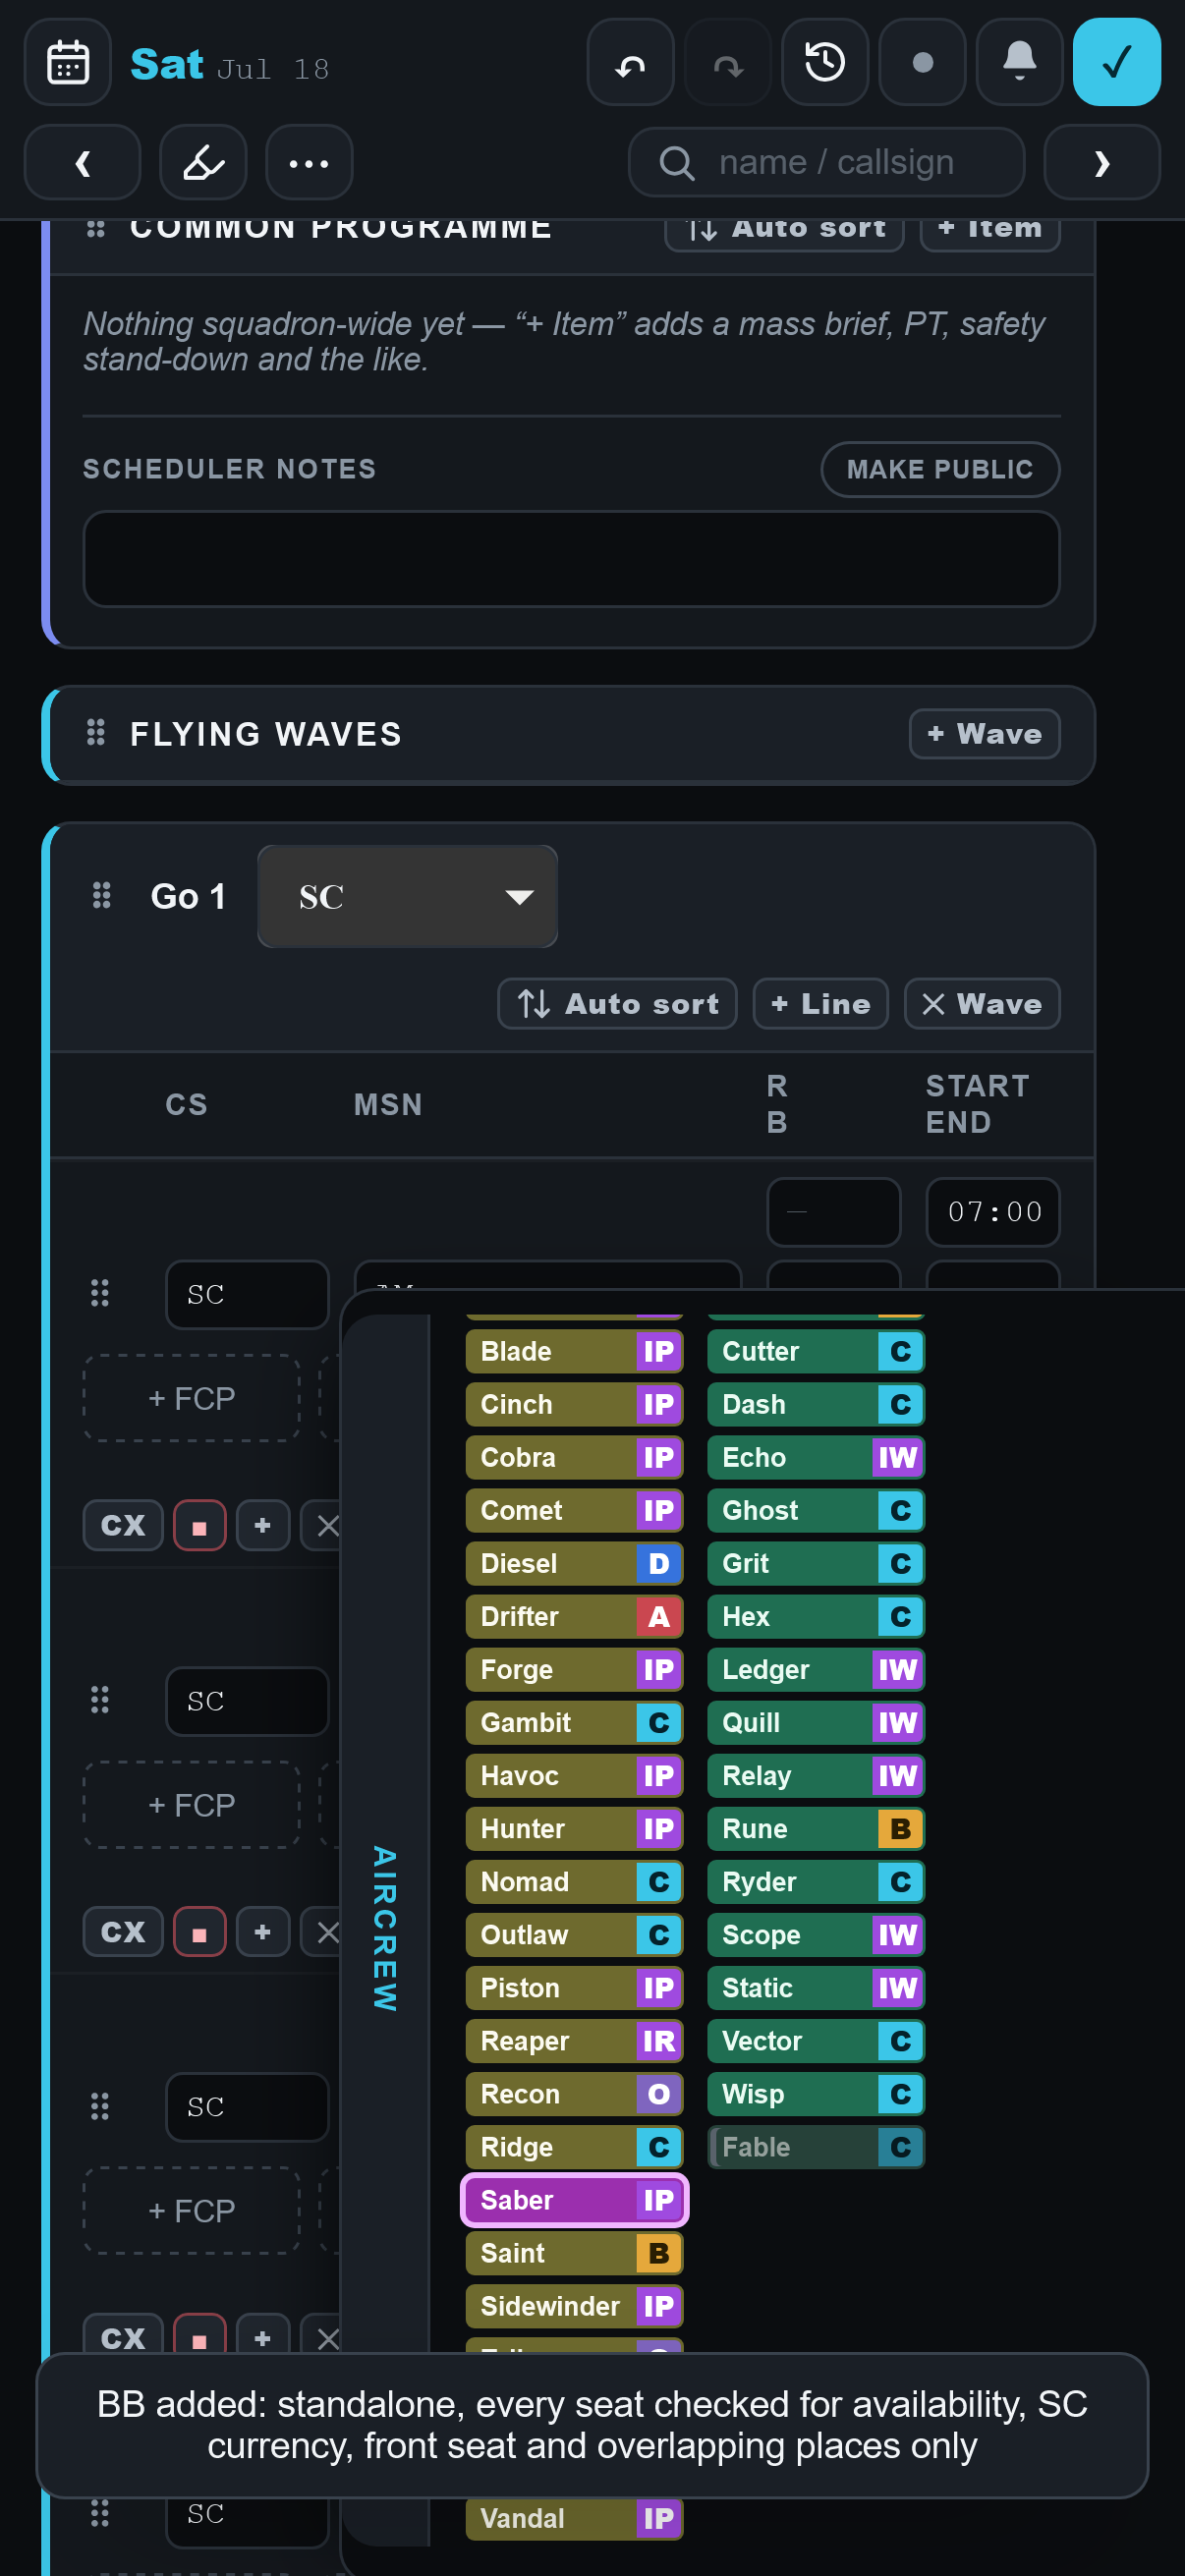 Sat Jul 18
name / callsign
COMMON PROGRAMME
Auto sort
+ Item
Nothing squadron-wide yet — “+ Item” adds a mass brief, PT, safety
stand-down and the like.
SCHEDULER NOTES
MAKE PUBLIC
FLYING WAVES
+ Wave
Go 1
SC
Auto sort
+ Line
× Wave
CS
MSN
R
B
START
END
—
07:00
SC
+ FCP
CX
+
×
SC
+ FCP
CX
+
×
SC
+ FCP
CX
+
×
SC
AIRCREW
Blade IP
Cinch IP
Cobra IP
Comet IP
Diesel D
Drifter A
Forge IP
Gambit C
Havoc IP
Hunter IP
Nomad C
Outlaw C
Piston IP
Reaper IR
Recon O
Ridge C
Saber IP
Saint B
Sidewinder IP
Vandal IP
Cutter C
Dash C
Echo IW
Ghost C
Grit C
Hex C
Ledger IW
Quill IW
Relay IW
Rune B
Ryder C
Scope IW
Static IW
Vector C
Wisp C
Fable C
BB added: standalone, every seat checked for availability, SC
currency, front seat and overlapping places only